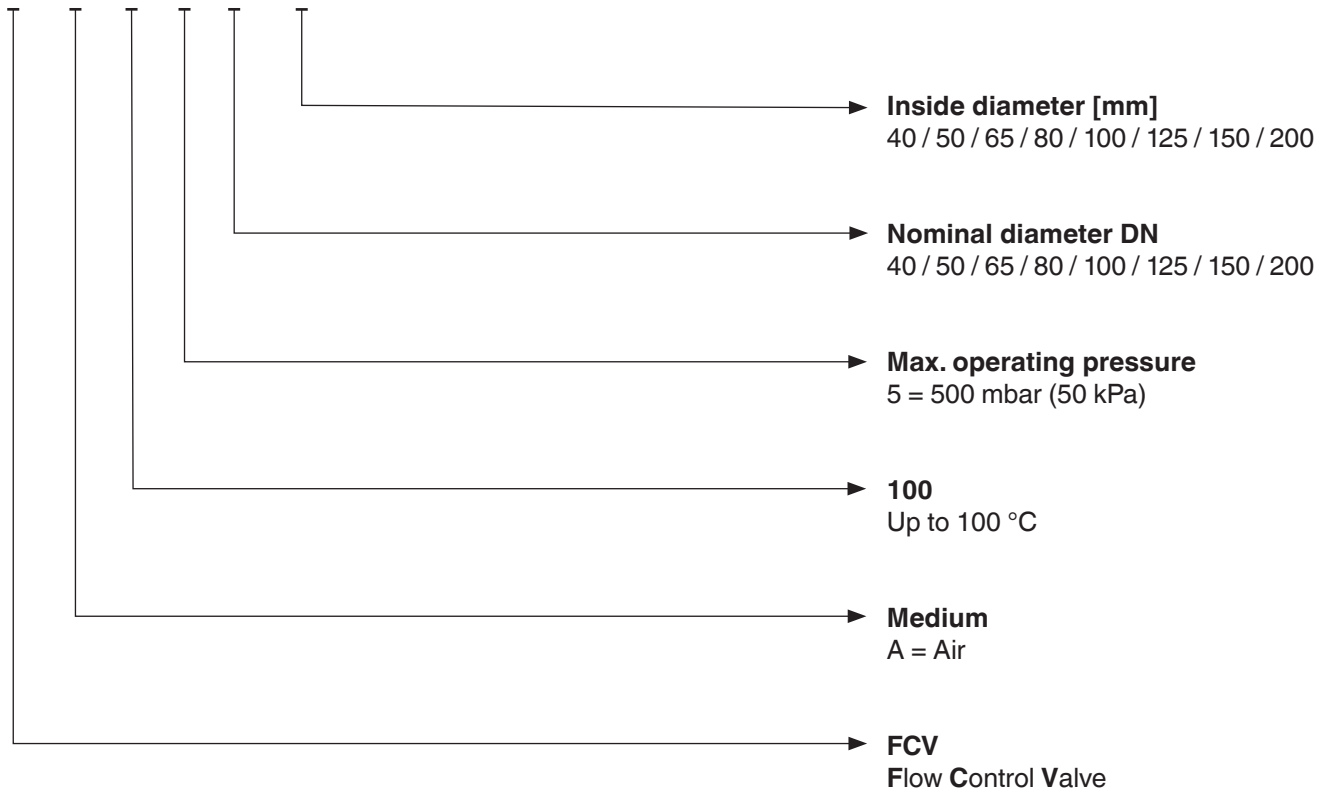 Inside diameter [mm]
40 / 50 / 65 / 80 / 100 / 125 / 150 / 200
Nominal diameter DN
40 / 50 / 65 / 80 / 100 / 125 / 150 / 200
Max. operating pressure
5 = 500 mbar (50 kPa)
100
Up to 100 °C
Medium
A = Air
FCV
Flow Control Valve